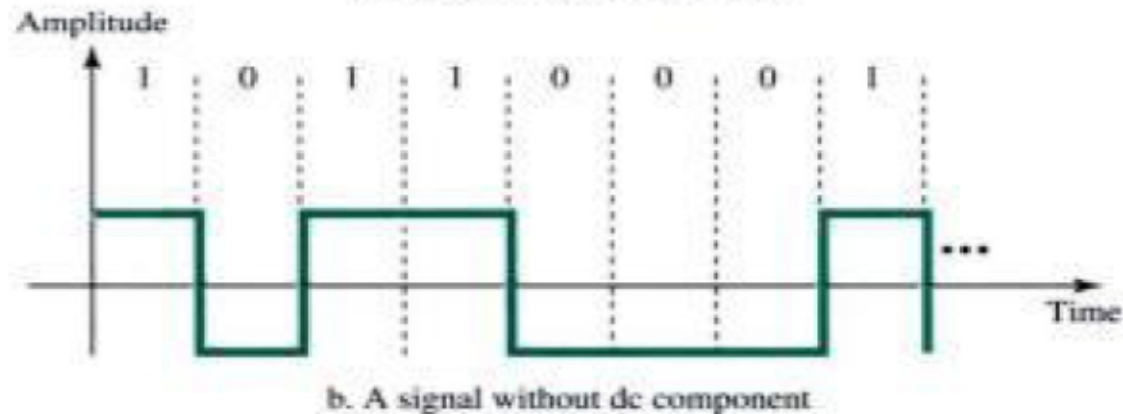 Amplitude
1 0 1 1 0 0 0 1
...
Time
b. A signal without dc component